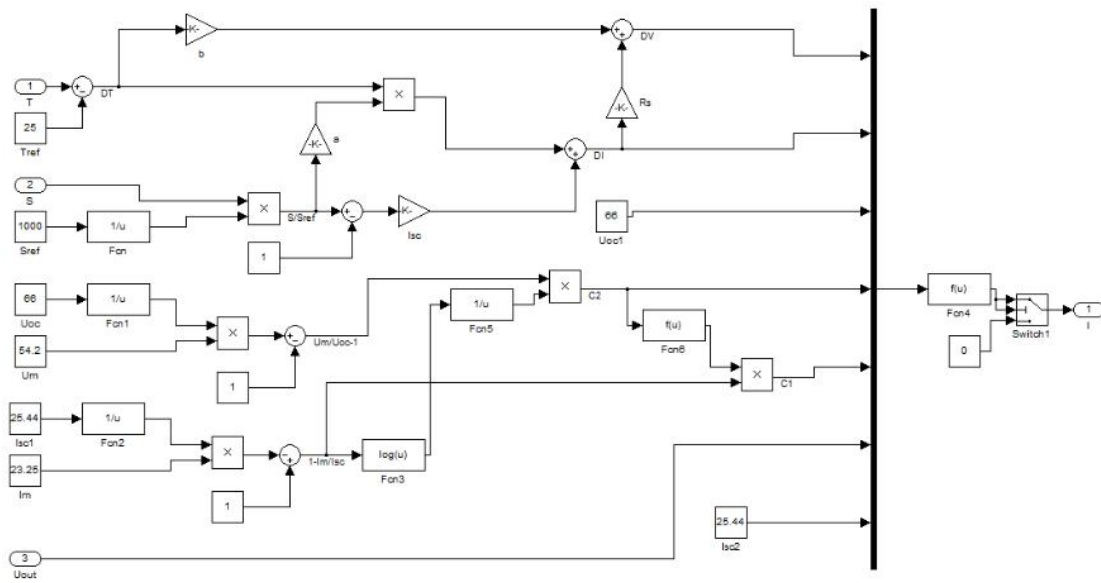 -K-
b
DV
1
T
DT
×
-K-
Rs
25
Tref
-K-
a
DI
2
S
×
S/Sref
K-
Isc
1000
Sref
1/u
Fcn
1
66
Uoc1
66
Uoc
1/u
Fcn1
×
Um/Uoc-1
1/u
Fcn5
×
C2
f(u)
Fcn4
1
I
Switch1
0
54.2
Um
1
f(u)
Fcn6
×
C1
25.44
Isc1
1/u
Fcn2
×
1-Im/Isc
log(u)
Fcn3
23.25
Im
1
25.44
Isc2
3
Uout